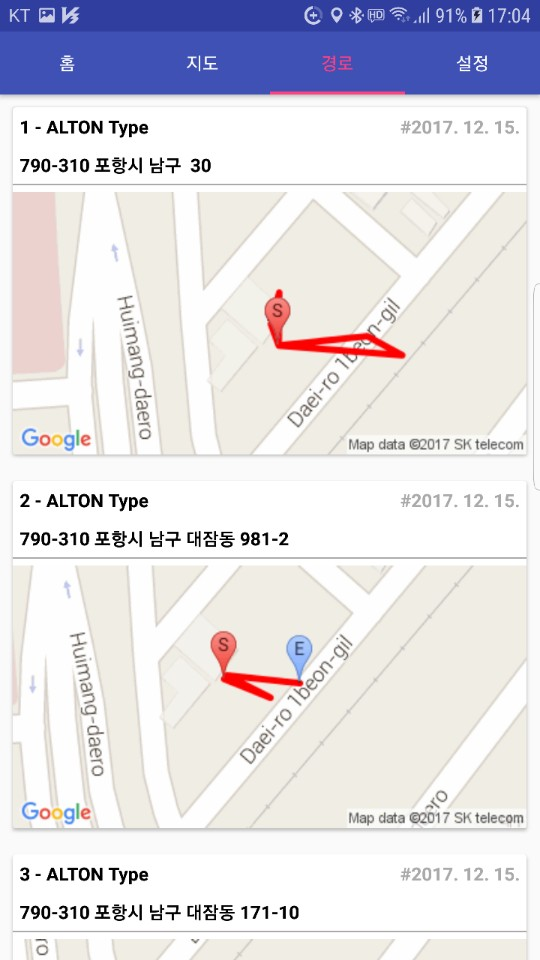 KT HD 91% 17:04
홈 지도 경로 설정
1 - ALTON Type #2017. 12. 15.
790-310 포항시 남구 30
S
Huimang-daero
Daei-ro 1beon-gil
Google Map data ©2017 SK telecom
2 - ALTON Type #2017. 12. 15.
790-310 포항시 남구 대잠동 981-2
S E
Huimang-daero
Daei-ro 1beon-gil
ero
Google Map data ©2017 SK telecom
3 - ALTON Type #2017. 12. 15.
790-310 포항시 남구 대잠동 171-10
ro